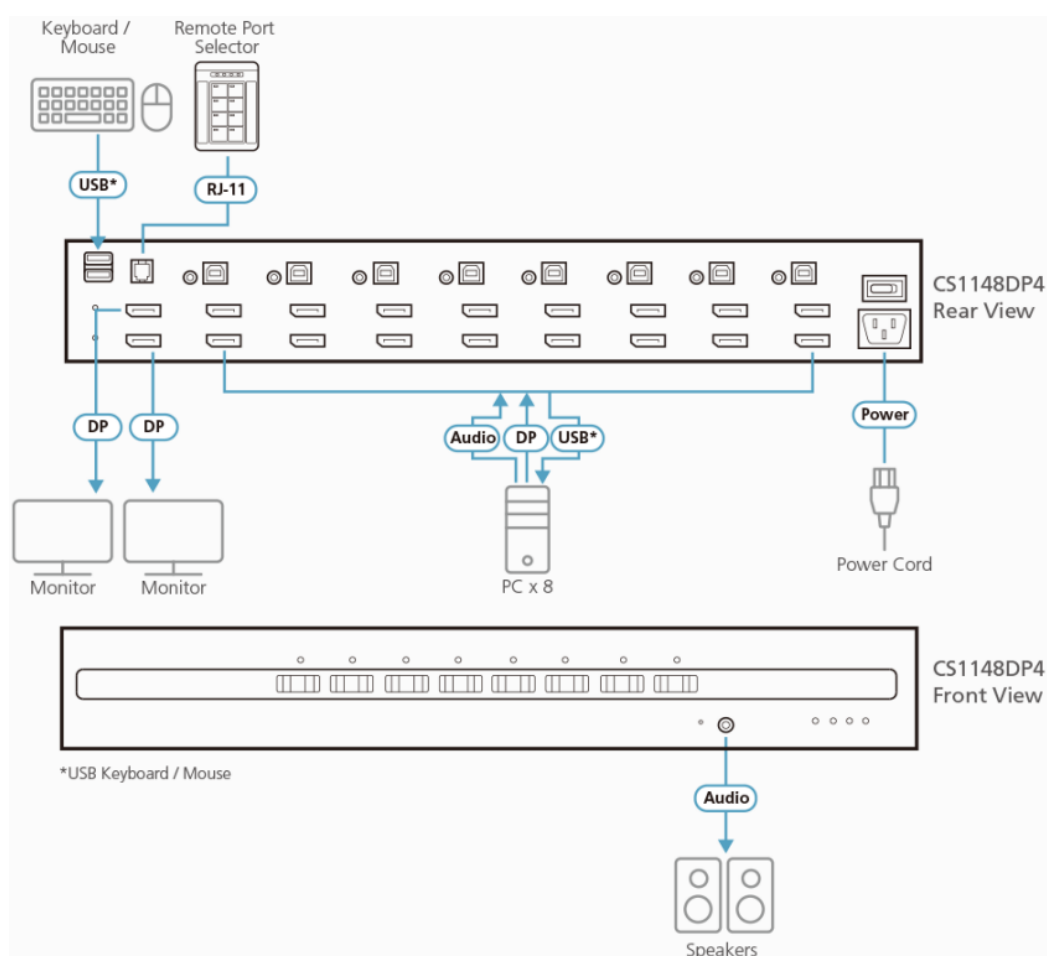 Keyboard /
Mouse
Remote Port
Selector
USB*
RJ-11
CS1148DP4
Rear View
DP
DP
Audio
DP
USB*
Power
Monitor
Monitor
PC x 8
Power Cord
CS1148DP4
Front View
*USB Keyboard / Mouse
Audio
Speakers